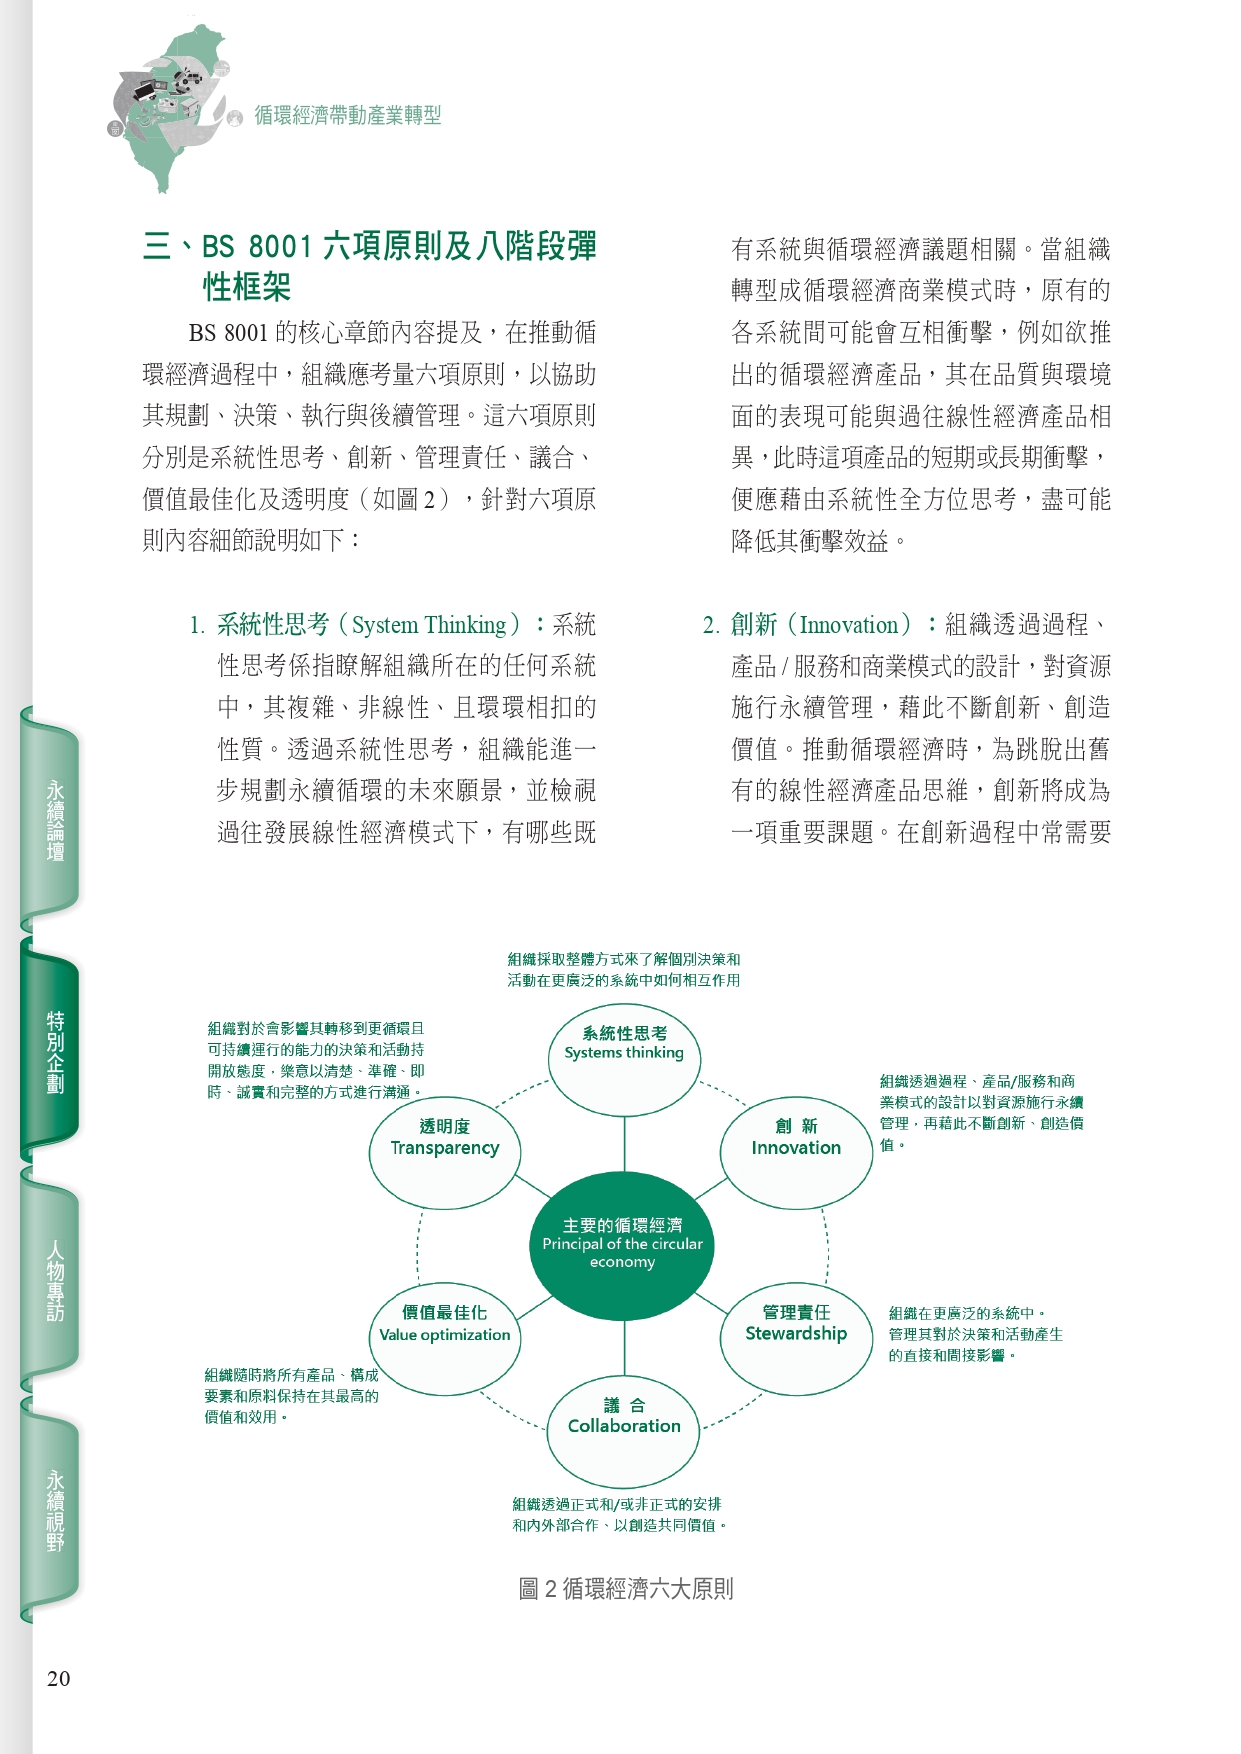 循環經濟帶動產業轉型
三、BS 8001 六項原則及八階段彈
性框架
BS 8001 的核心章節內容提及，在推動循
環經濟過程中，組織應考量六項原則，以協助
其規劃、決策、執行與後續管理。這六項原則
分別是系統性思考、創新、管理責任、議合、
價值最佳化及透明度（如圖 2），針對六項原
則內容細節說明如下：
1. 系統性思考（System Thinking）：系統
性思考係指瞭解組織所在的任何系統
中，其複雜、非線性、且環環相扣的
性質。透過系統性思考，組織能進一
步規劃永續循環的未來願景，並檢視
過往發展線性經濟模式下，有哪些既
有系統與循環經濟議題相關。當組織
轉型成循環經濟商業模式時，原有的
各系統間可能會互相衝擊，例如欲推
出的循環經濟產品，其在品質與環境
面的表現可能與過往線性經濟產品相
異，此時這項產品的短期或長期衝擊，
便應藉由系統性全方位思考，盡可能
降低其衝擊效益。
2. 創新（Innovation）：組織透過過程、
產品 / 服務和商業模式的設計，對資源
施行永續管理，藉此不斷創新、創造
價值。推動循環經濟時，為跳脫出舊
有的線性經濟產品思維，創新將成為
一項重要課題。在創新過程中常需要
組織採取整體方式來了解個別決策和
活動在更廣泛的系統中如何相互作用
系統性思考
Systems thinking
組織對於會影響其轉移到更循環且
可持續運行的能力的決策和活動持
開放態度，樂意以清楚、準確、即
時、誠實和完整的方式進行溝通。
透明度
Transparency
組織透過過程、產品/服務和商
業模式的設計以對資源施行永續
管理，再藉此不斷創新、創造價
值。
創 新
Innovation
主要的循環經濟
Principal of the circular
economy
價值最佳化
Value optimization
組織隨時將所有產品、構成
要素和原料保持在其最高的
價值和效用。
管理責任
Stewardship
組織在更廣泛的系統中。
管理其對於決策和活動產生
的直接和間接影響。
議 合
Collaboration
組織透過正式和/或非正式的安排
和內外部合作、以創造共同價值。
圖 2 循環經濟六大原則
永續論壇
特別企劃
人物專訪
永續視野
20